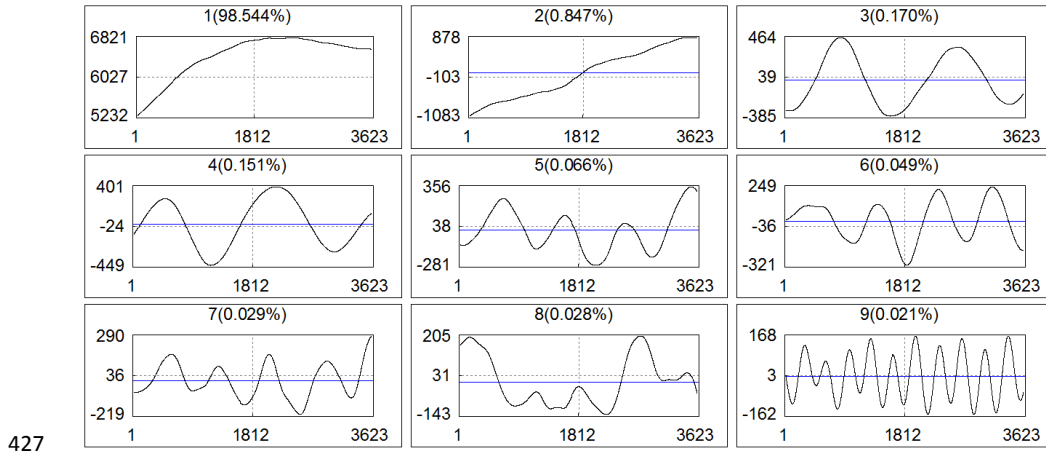 1(98.544%) 2(0.847%) 3(0.170%)
6821 878 464
6027 -103 39
5232 -1083 -385
1 1812 3623 1 1812 3623 1 1812 3623
4(0.151%) 5(0.066%) 6(0.049%)
401 356 249
-24 38 -36
-449 -281 -321
1 1812 3623 1 1812 3623 1 1812 3623
7(0.029%) 8(0.028%) 9(0.021%)
290 205 168
36 31 3
-219 -143 -162
1 1812 3623 1 1812 3623 1 1812 3623
427